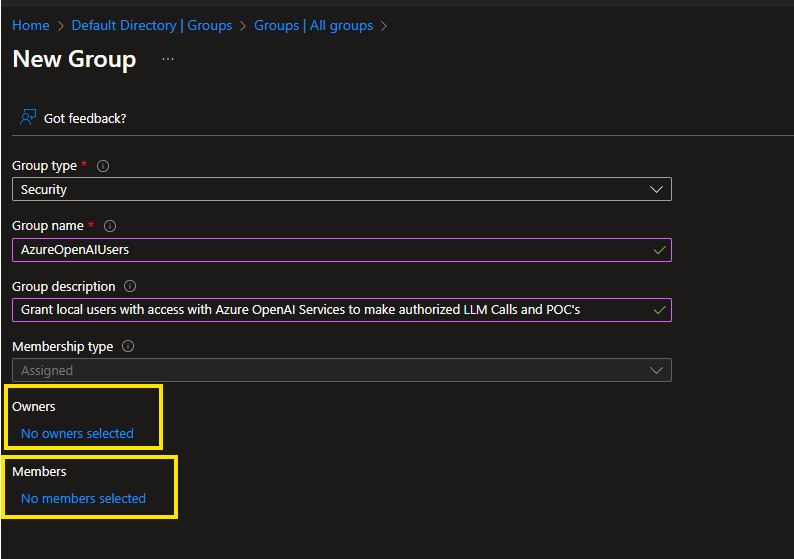 Home > Default Directory | Groups > Groups | All groups >
New Group ...
Got feedback?
Group type *
Security
Group name *
AzureOpenAIUsers
Group description
Grant local users with access with Azure OpenAI Services to make authorized LLM Calls and POC's
Membership type
Assigned
Owners
No owners selected
Members
No members selected